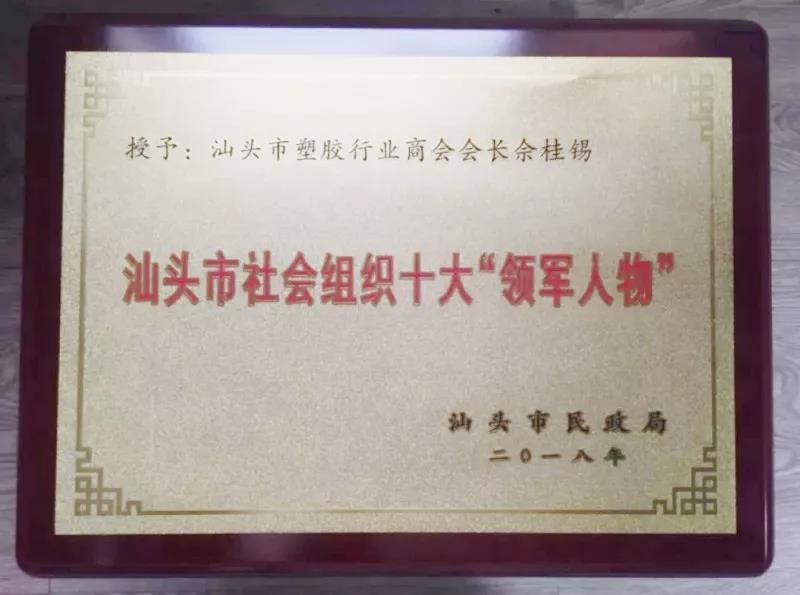 授予：汕头市塑胶行业商会会长余桂锡
汕头市社会组织十大“领军人物”
汕头市民政局
二〇一八年